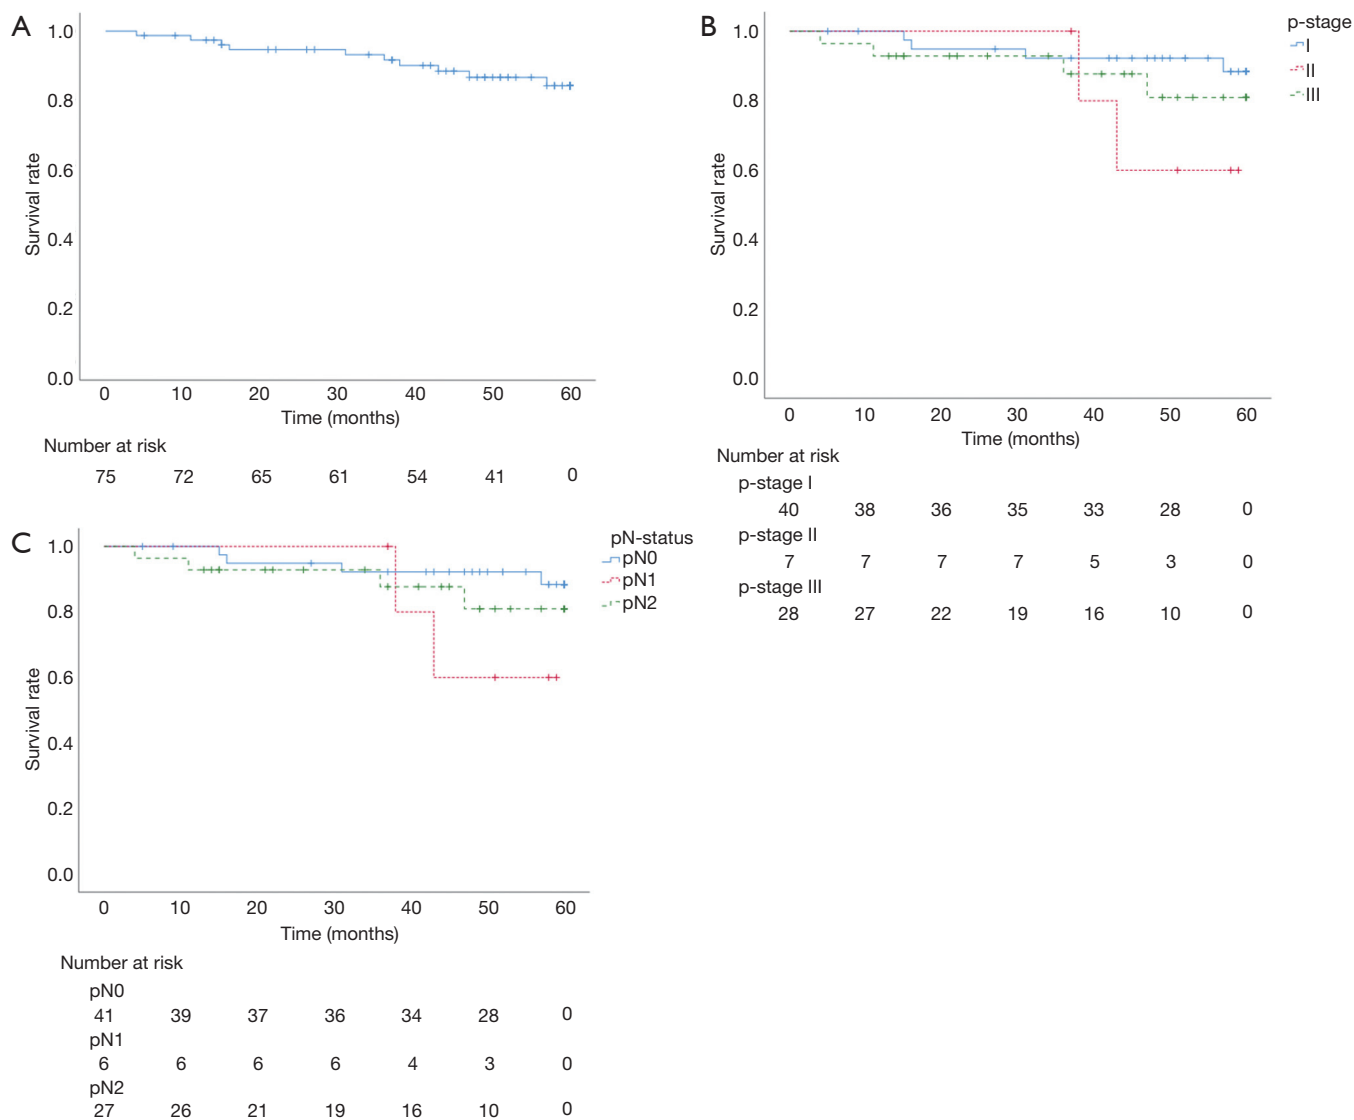 A
1.0
0.8
0.6
0.4
0.2
0.0
Survival rate
0 10 20 30 40 50 60
Time (months)
Number at risk
75 72 65 61 54 41 0
B
1.0
0.8
0.6
0.4
0.2
0.0
Survival rate
0 10 20 30 40 50 60
Time (months)
p-stage
I
II
III
Number at risk
p-stage I
40 38 36 35 33 28 0
p-stage II
7 7 7 7 5 3 0
p-stage III
28 27 22 19 16 10 0
C
1.0
0.8
0.6
0.4
0.2
0.0
Survival rate
0 10 20 30 40 50 60
Time (months)
pN-status
pN0
pN1
pN2
Number at risk
pN0
41 39 37 36 34 28 0
pN1
6 6 6 6 4 3 0
pN2
27 26 21 19 16 10 0